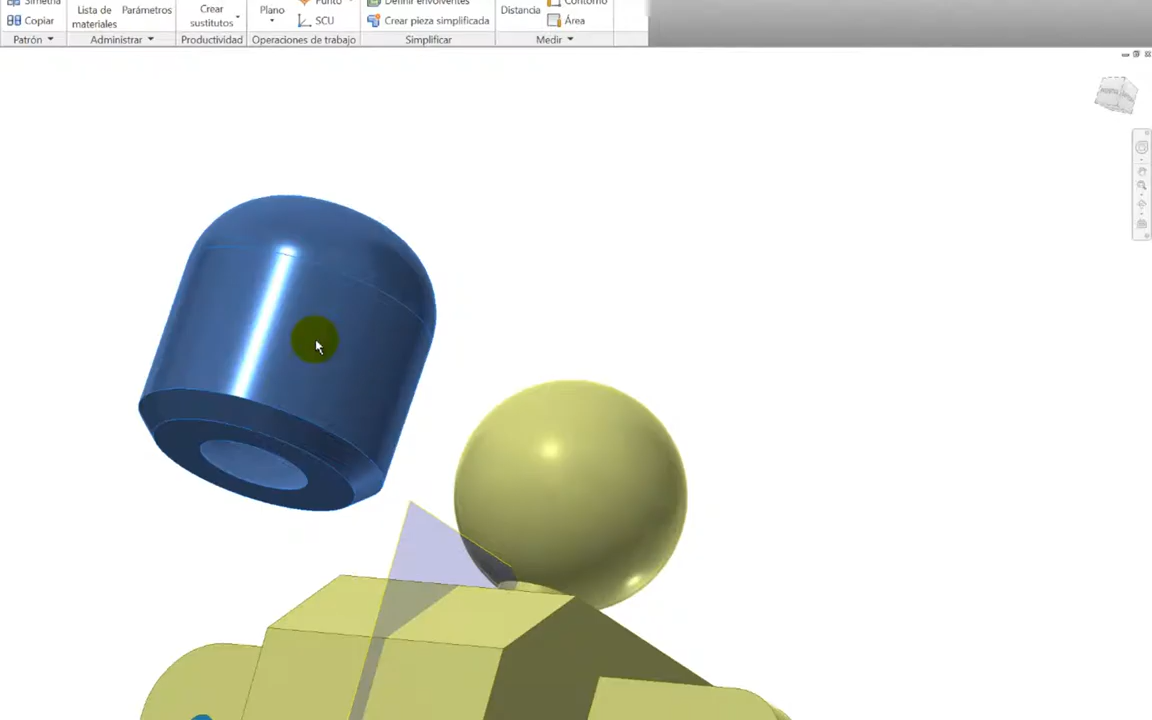 Simetría
Lista de materiales
Parámetros
Copiar
Crear sustitutos
Plano
Punto
SCU
Definir envolventes
Crear pieza simplificada
Distancia
Contorno
Área
Patrón
Administrar
Productividad
Operaciones de trabajo
Simplificar
Medir